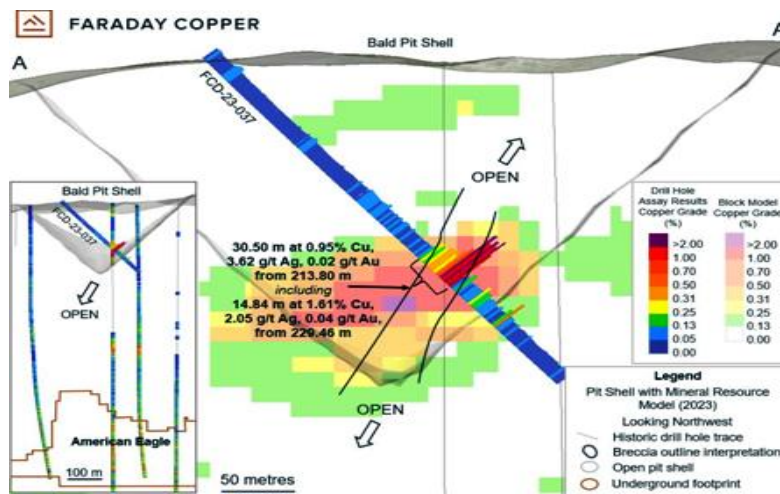 FARADAY COPPER
Bald Pit Shell
A
A
FCD-23-037
OPEN
30.50 m at 0.95% Cu,
3.62 g/t Ag, 0.02 g/t Au
from 213.80 m
including
14.84 m at 1.61% Cu,
2.05 g/t Ag, 0.04 g/t Au,
from 229.46 m
OPEN
50 metres
Bald Pit Shell
FCD-23-037
OPEN
American Eagle
100 m
Drill Hole
Assay Results
Copper Grade
(%)
>2.00
1.00
0.70
0.50
0.31
0.25
0.13
0.05
0.00
Block Model
Copper Grade
(%)
>2.00
1.00
0.70
0.50
0.31
0.25
0.13
0.00
Legend
Pit Shell with Mineral Resource
Model (2023)
Looking Northwest
Historic drill hole trace
Breccia outline interpretation
Open pit shell
Underground footprint